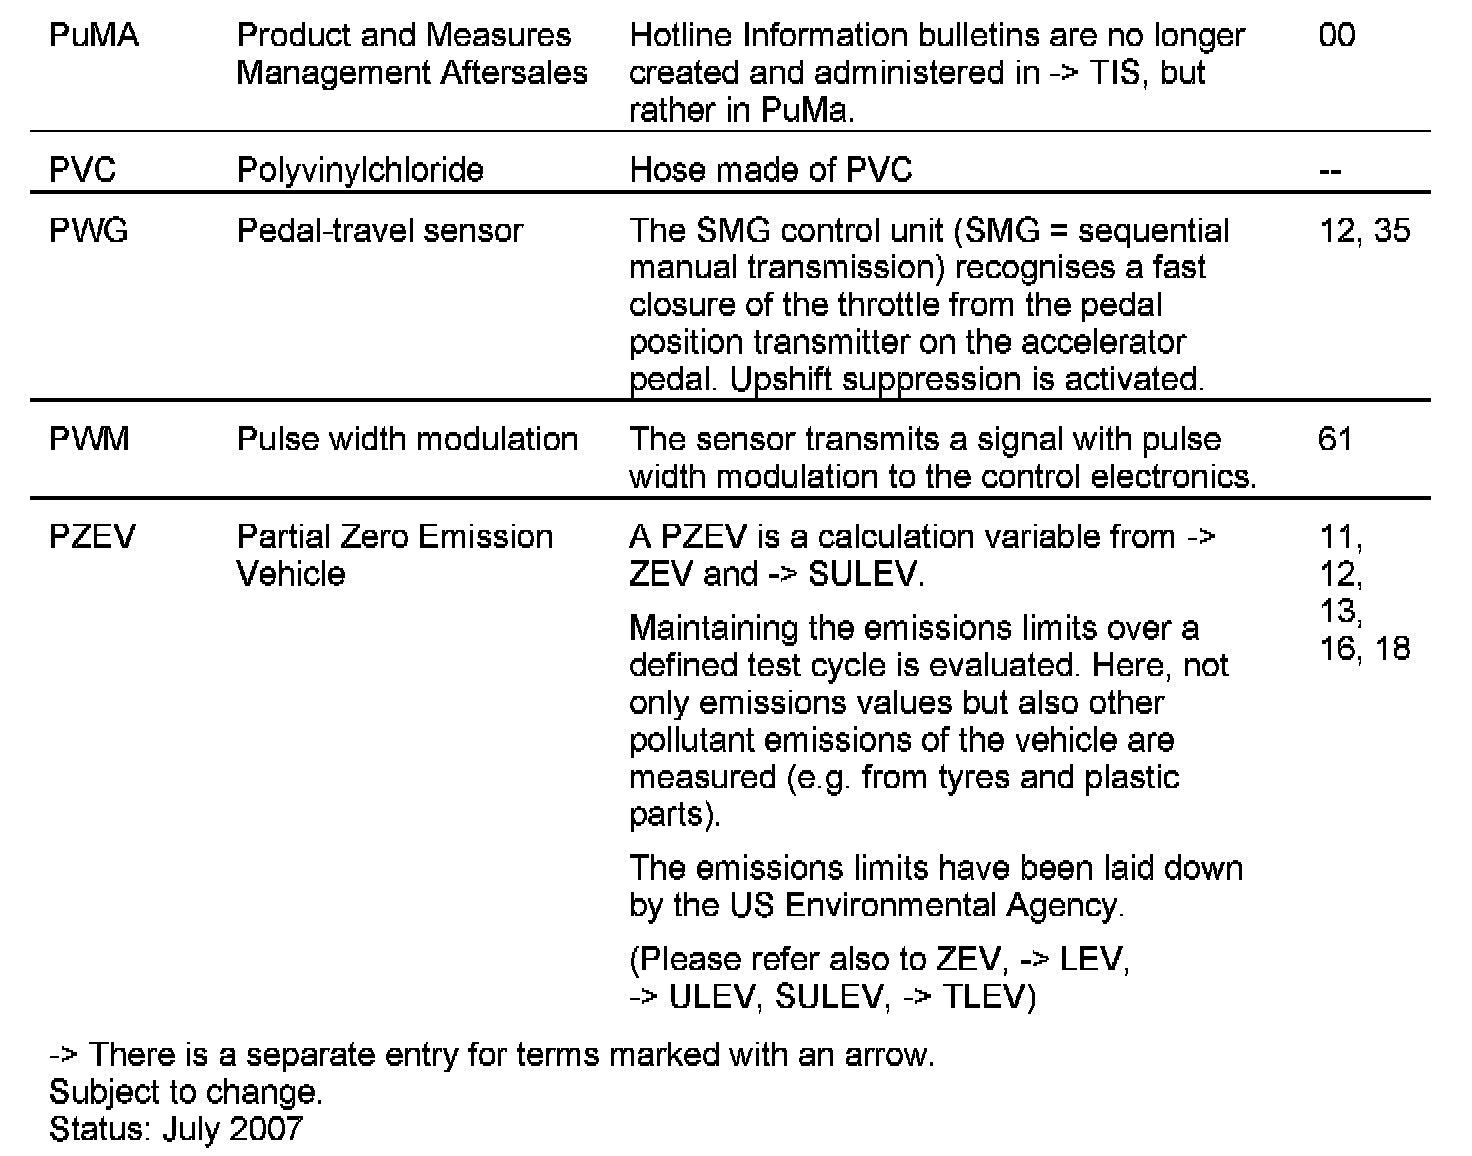 PuMA Product and Measures Hotline Information bulletins are no longer 00
Management Aftersales created and administered in -> TIS, but
rather in PuMa.
PVC Polyvinylchloride Hose made of PVC --
PWG Pedal-travel sensor The SMG control unit (SMG = sequential 12, 35
manual transmission) recognises a fast
closure of the throttle from the pedal
position transmitter on the accelerator
pedal. Upshift suppression is activated.
PWM Pulse width modulation The sensor transmits a signal with pulse 61
width modulation to the control electronics.
PZEV Partial Zero Emission A PZEV is a calculation variable from -> 11,
Vehicle ZEV and -> SULEV. 12,
Maintaining the emissions limits over a 13,
defined test cycle is evaluated. Here, not 16, 18
only emissions values but also other
pollutant emissions of the vehicle are
measured (e.g. from tyres and plastic
parts).
The emissions limits have been laid down
by the US Environmental Agency.
(Please refer also to ZEV, -> LEV,
-> ULEV, SULEV, -> TLEV)
-> There is a separate entry for terms marked with an arrow.
Subject to change.
Status: July 2007